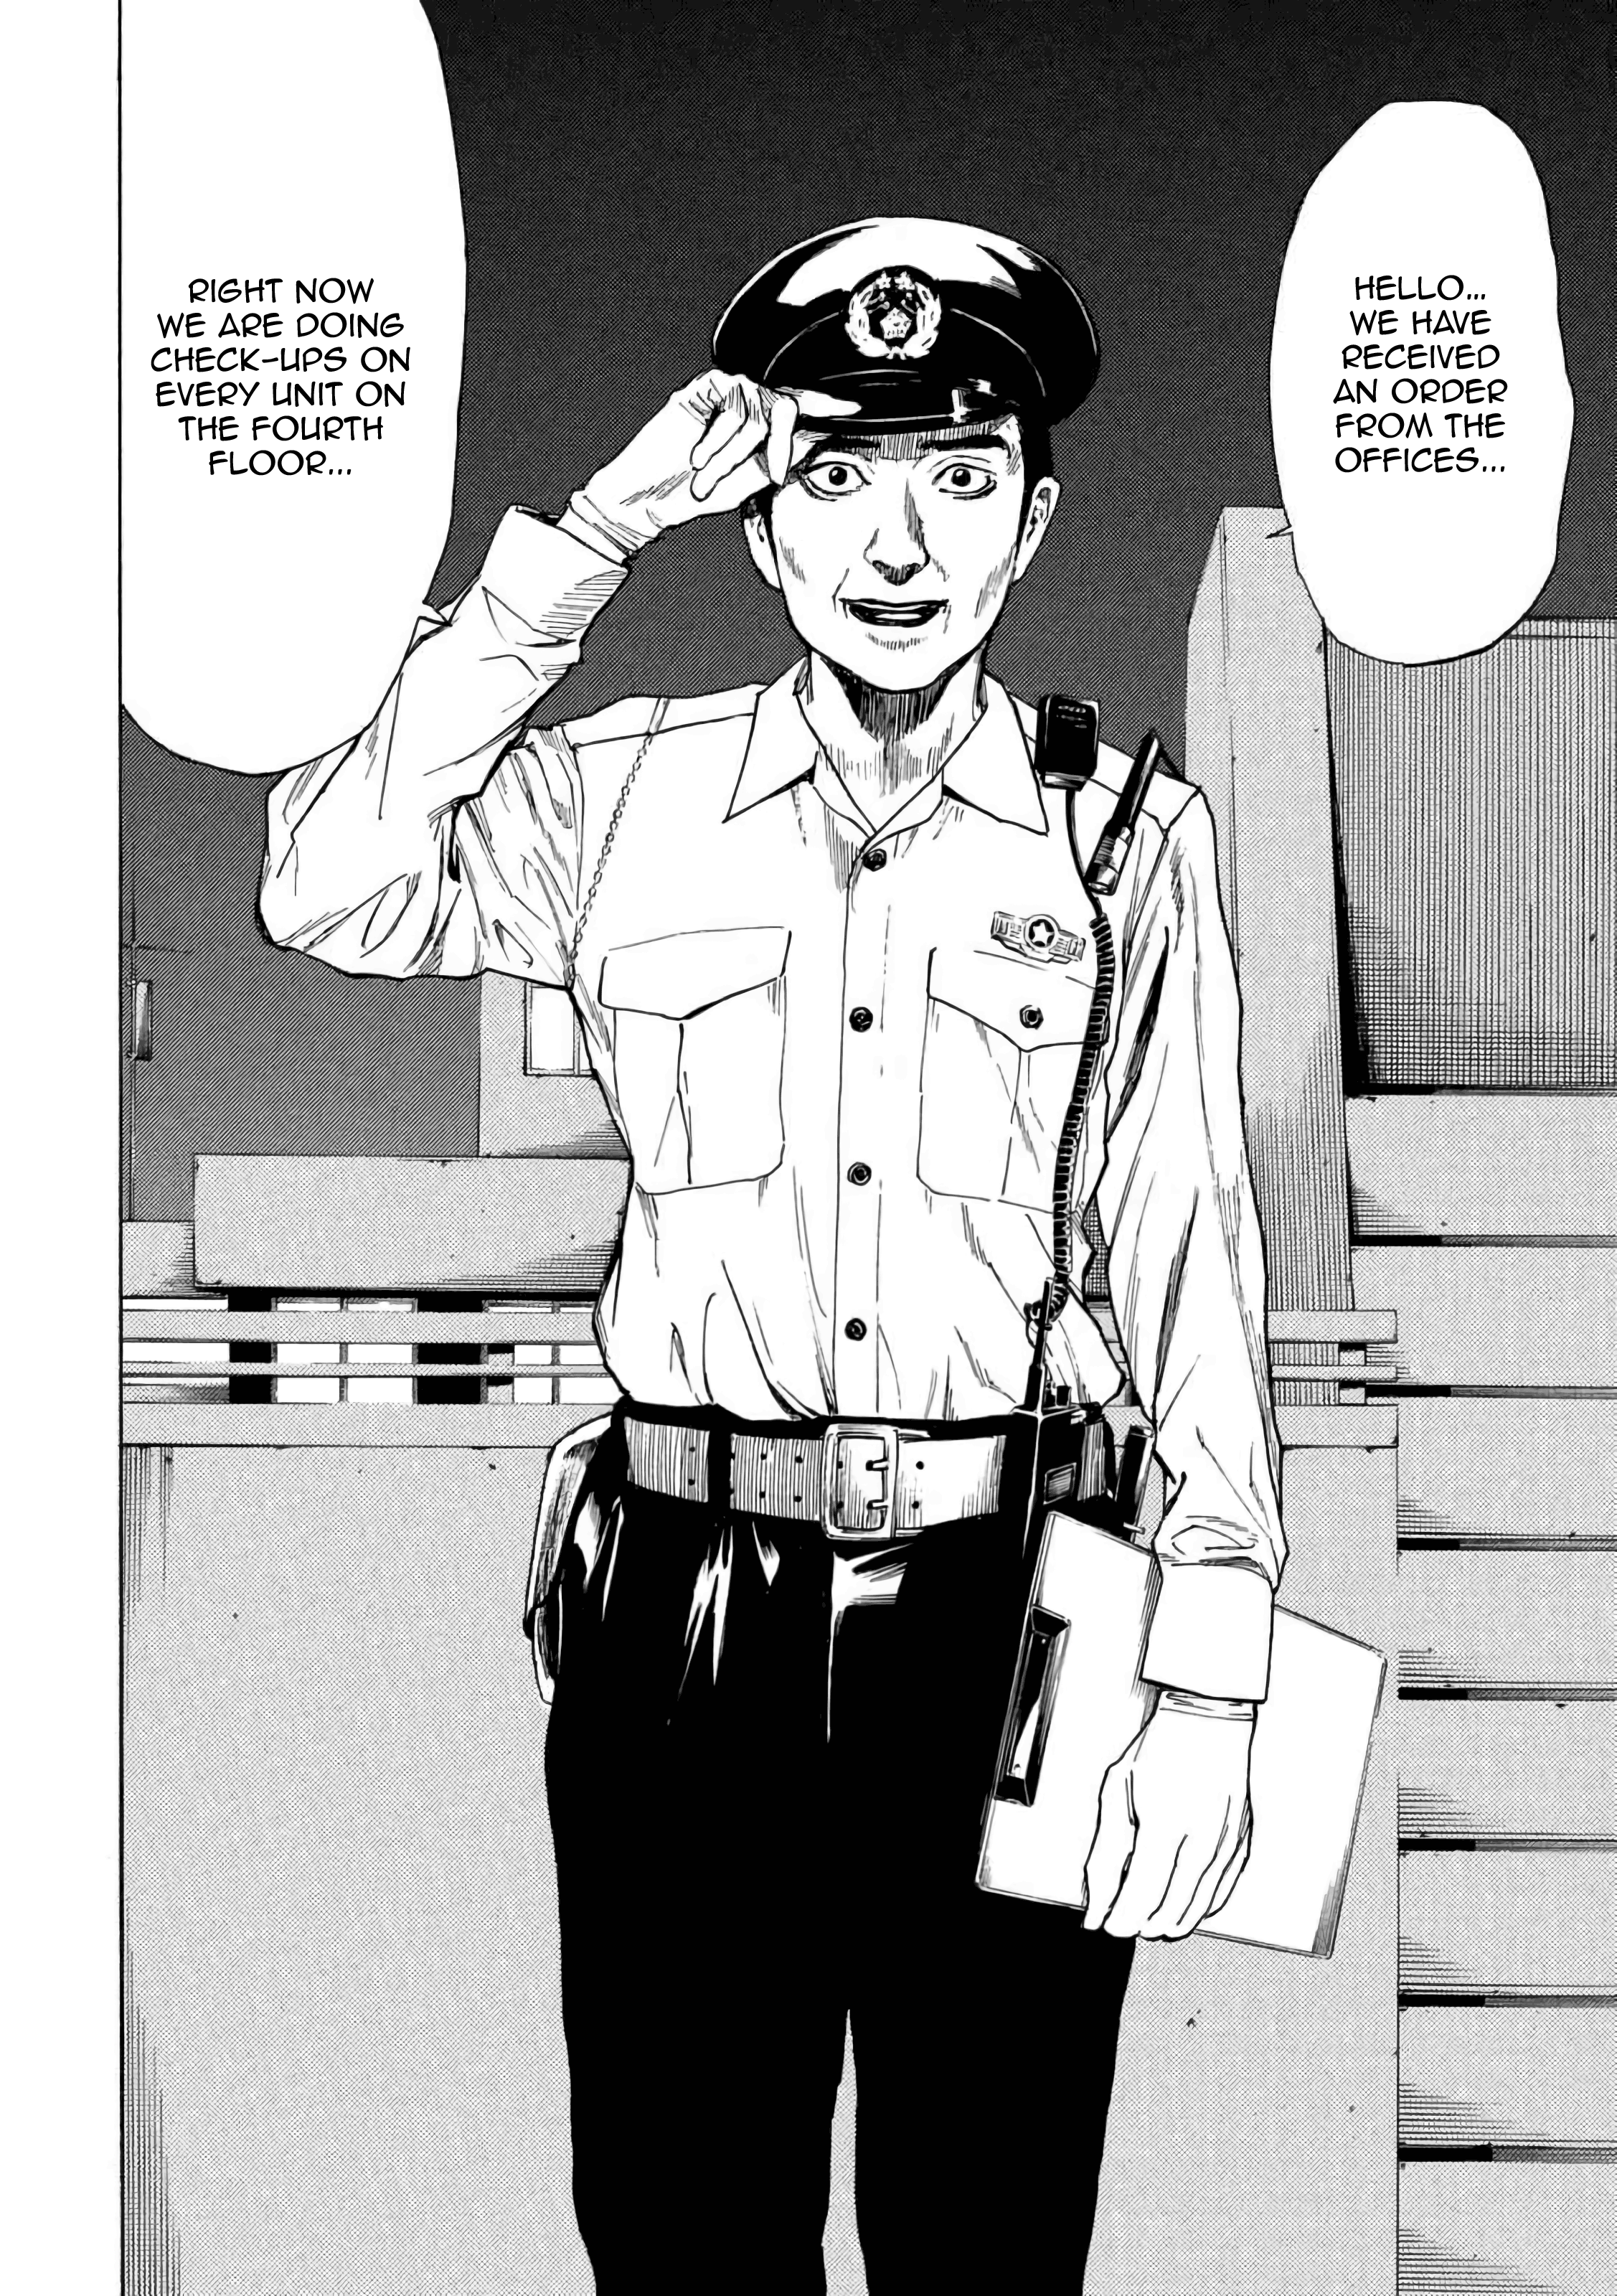 HELLO...
WE HAVE
RECEIVED
AN ORDER
FROM THE
OFFICES...
RIGHT NOW
WE ARE DOING
CHECK-UPS ON
EVERY UNIT ON
THE FOURTH
FLOOR...